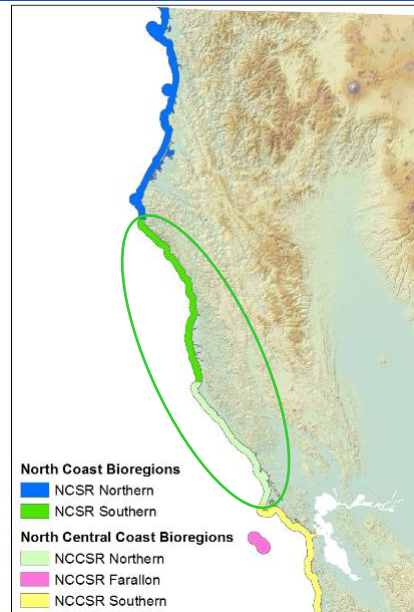 North Coast Bioregions
NCSR Northern
NCSR Southern
North Central Coast Bioregions
NCCSR Northern
NCCSR Farallon
NCCSR Southern